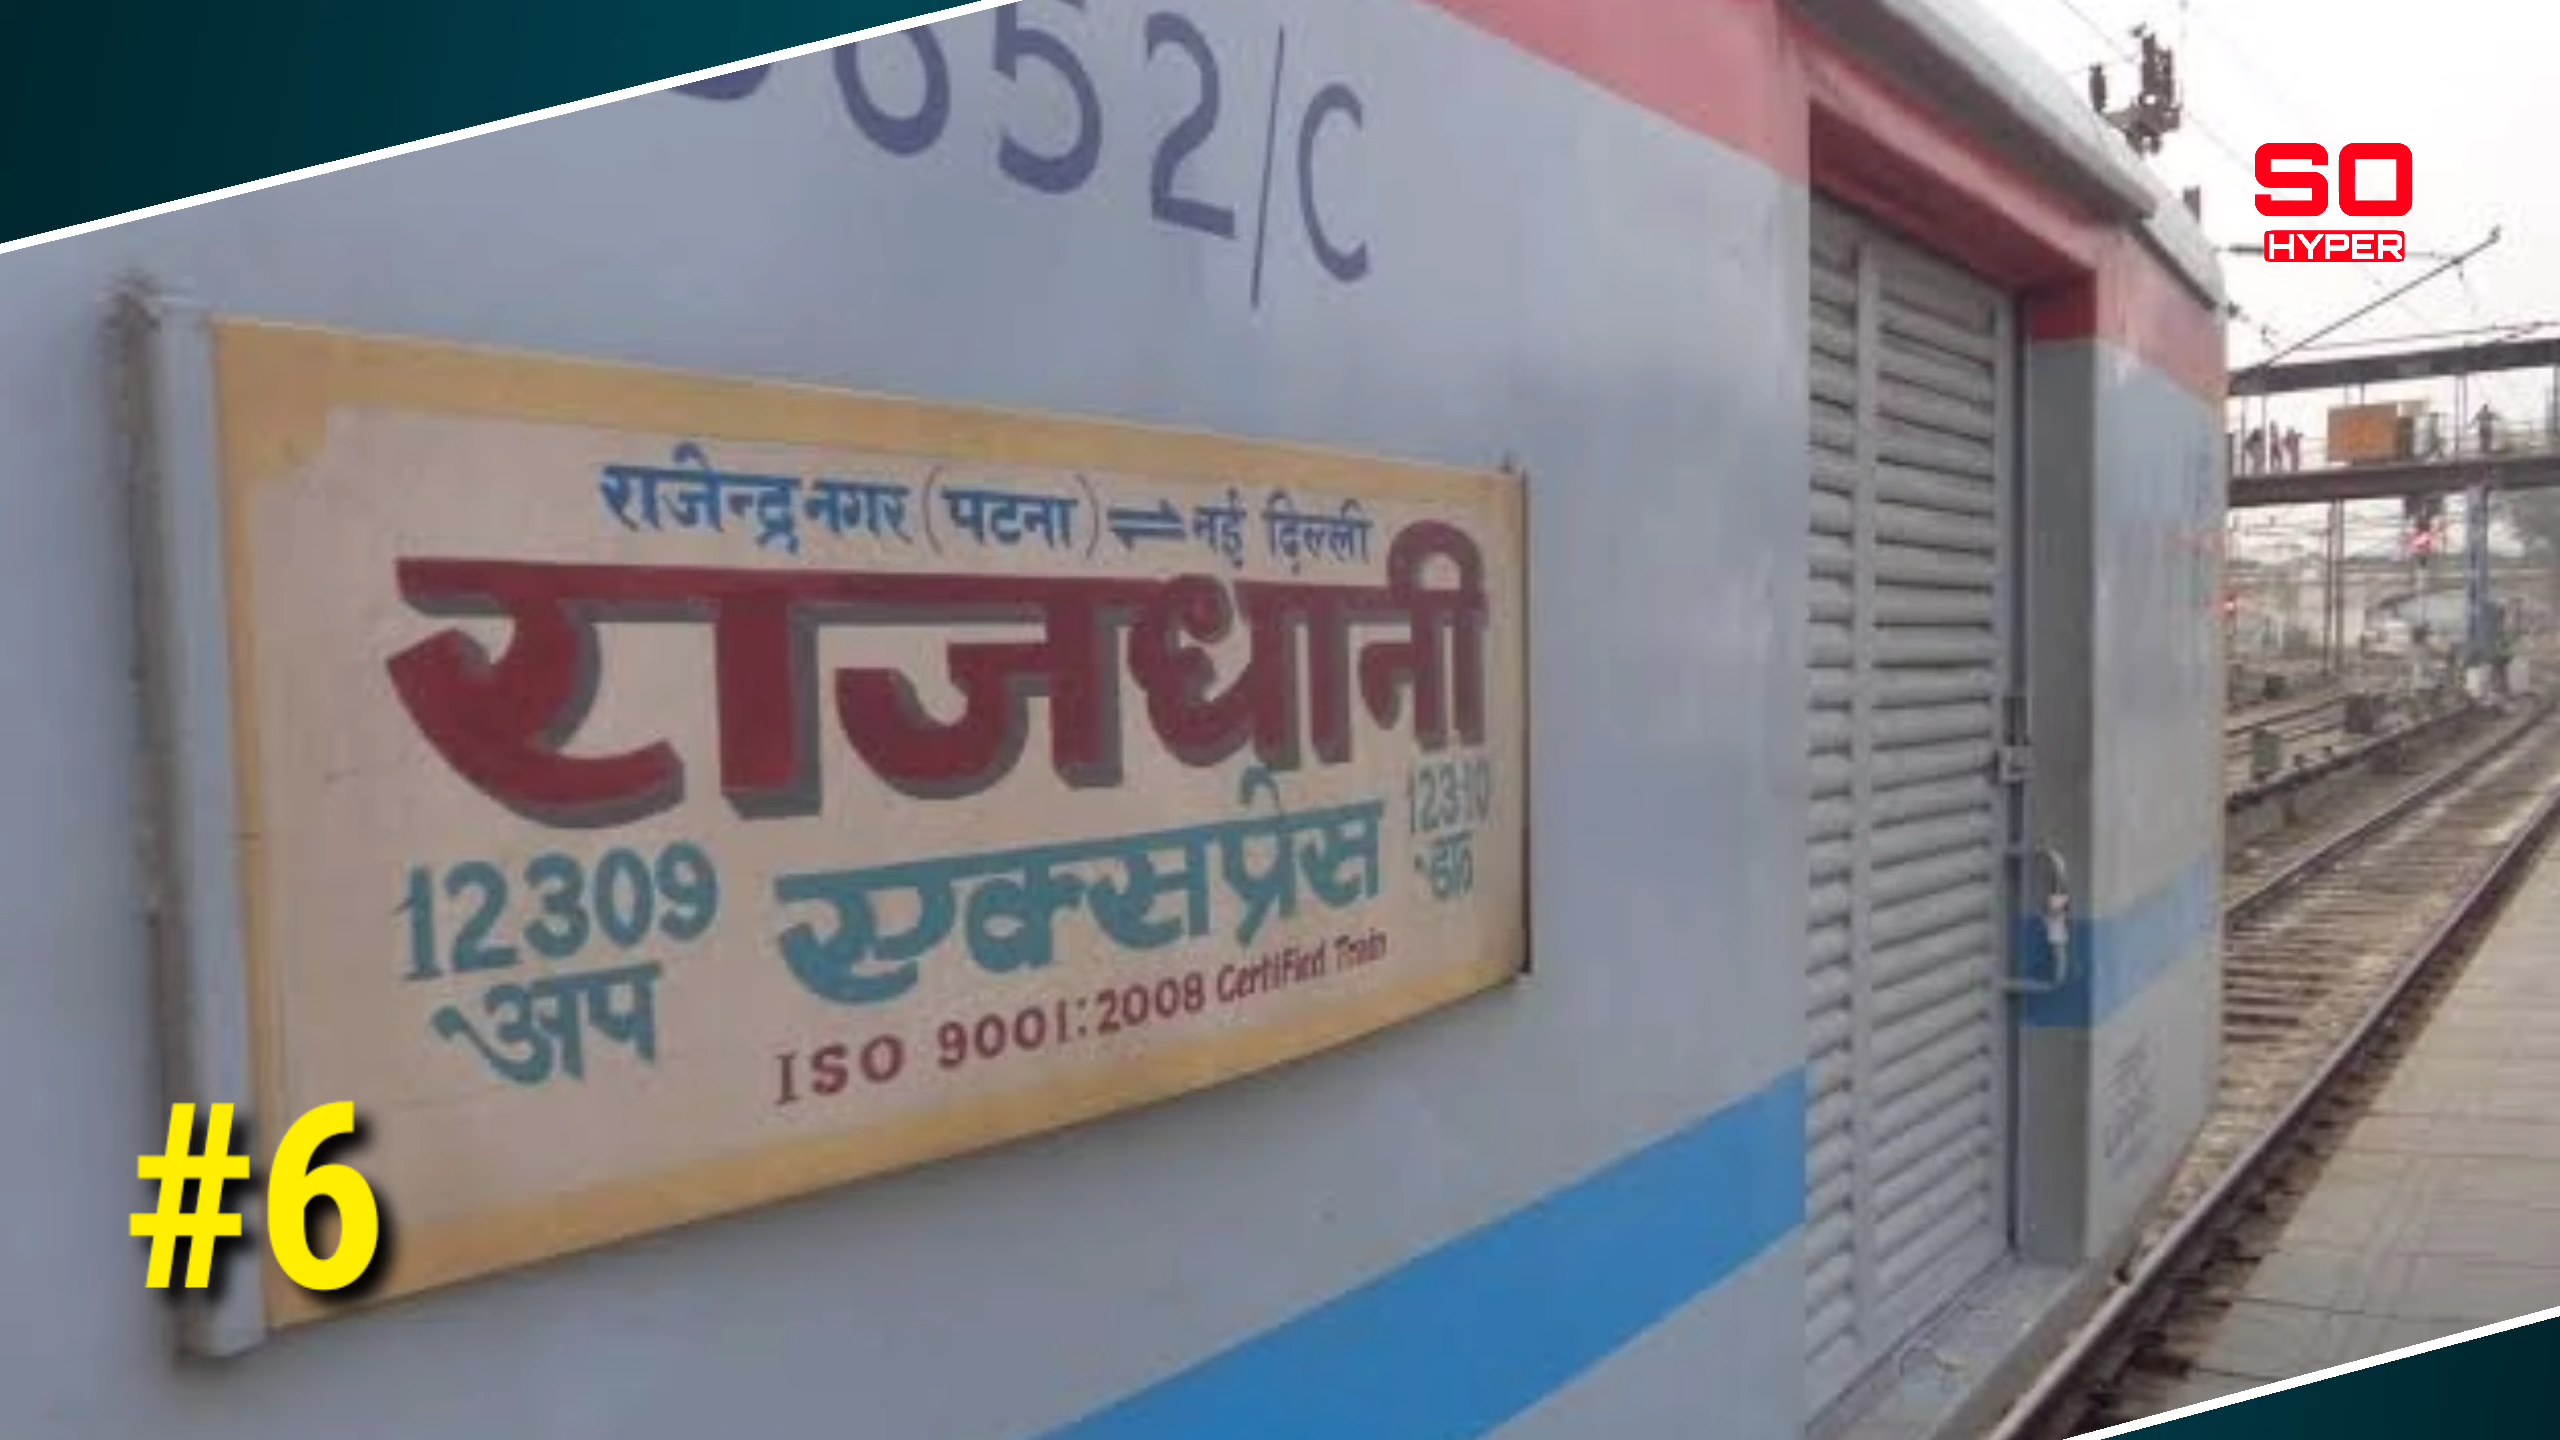 652/C
SO
HYPER
राजेन्द्र नगर (पटना) ⇌ नई दिल्ली
राजधानी
एक्सप्रेस
12309
अप
12310
ISO 9001:2008 Certified Train
#6